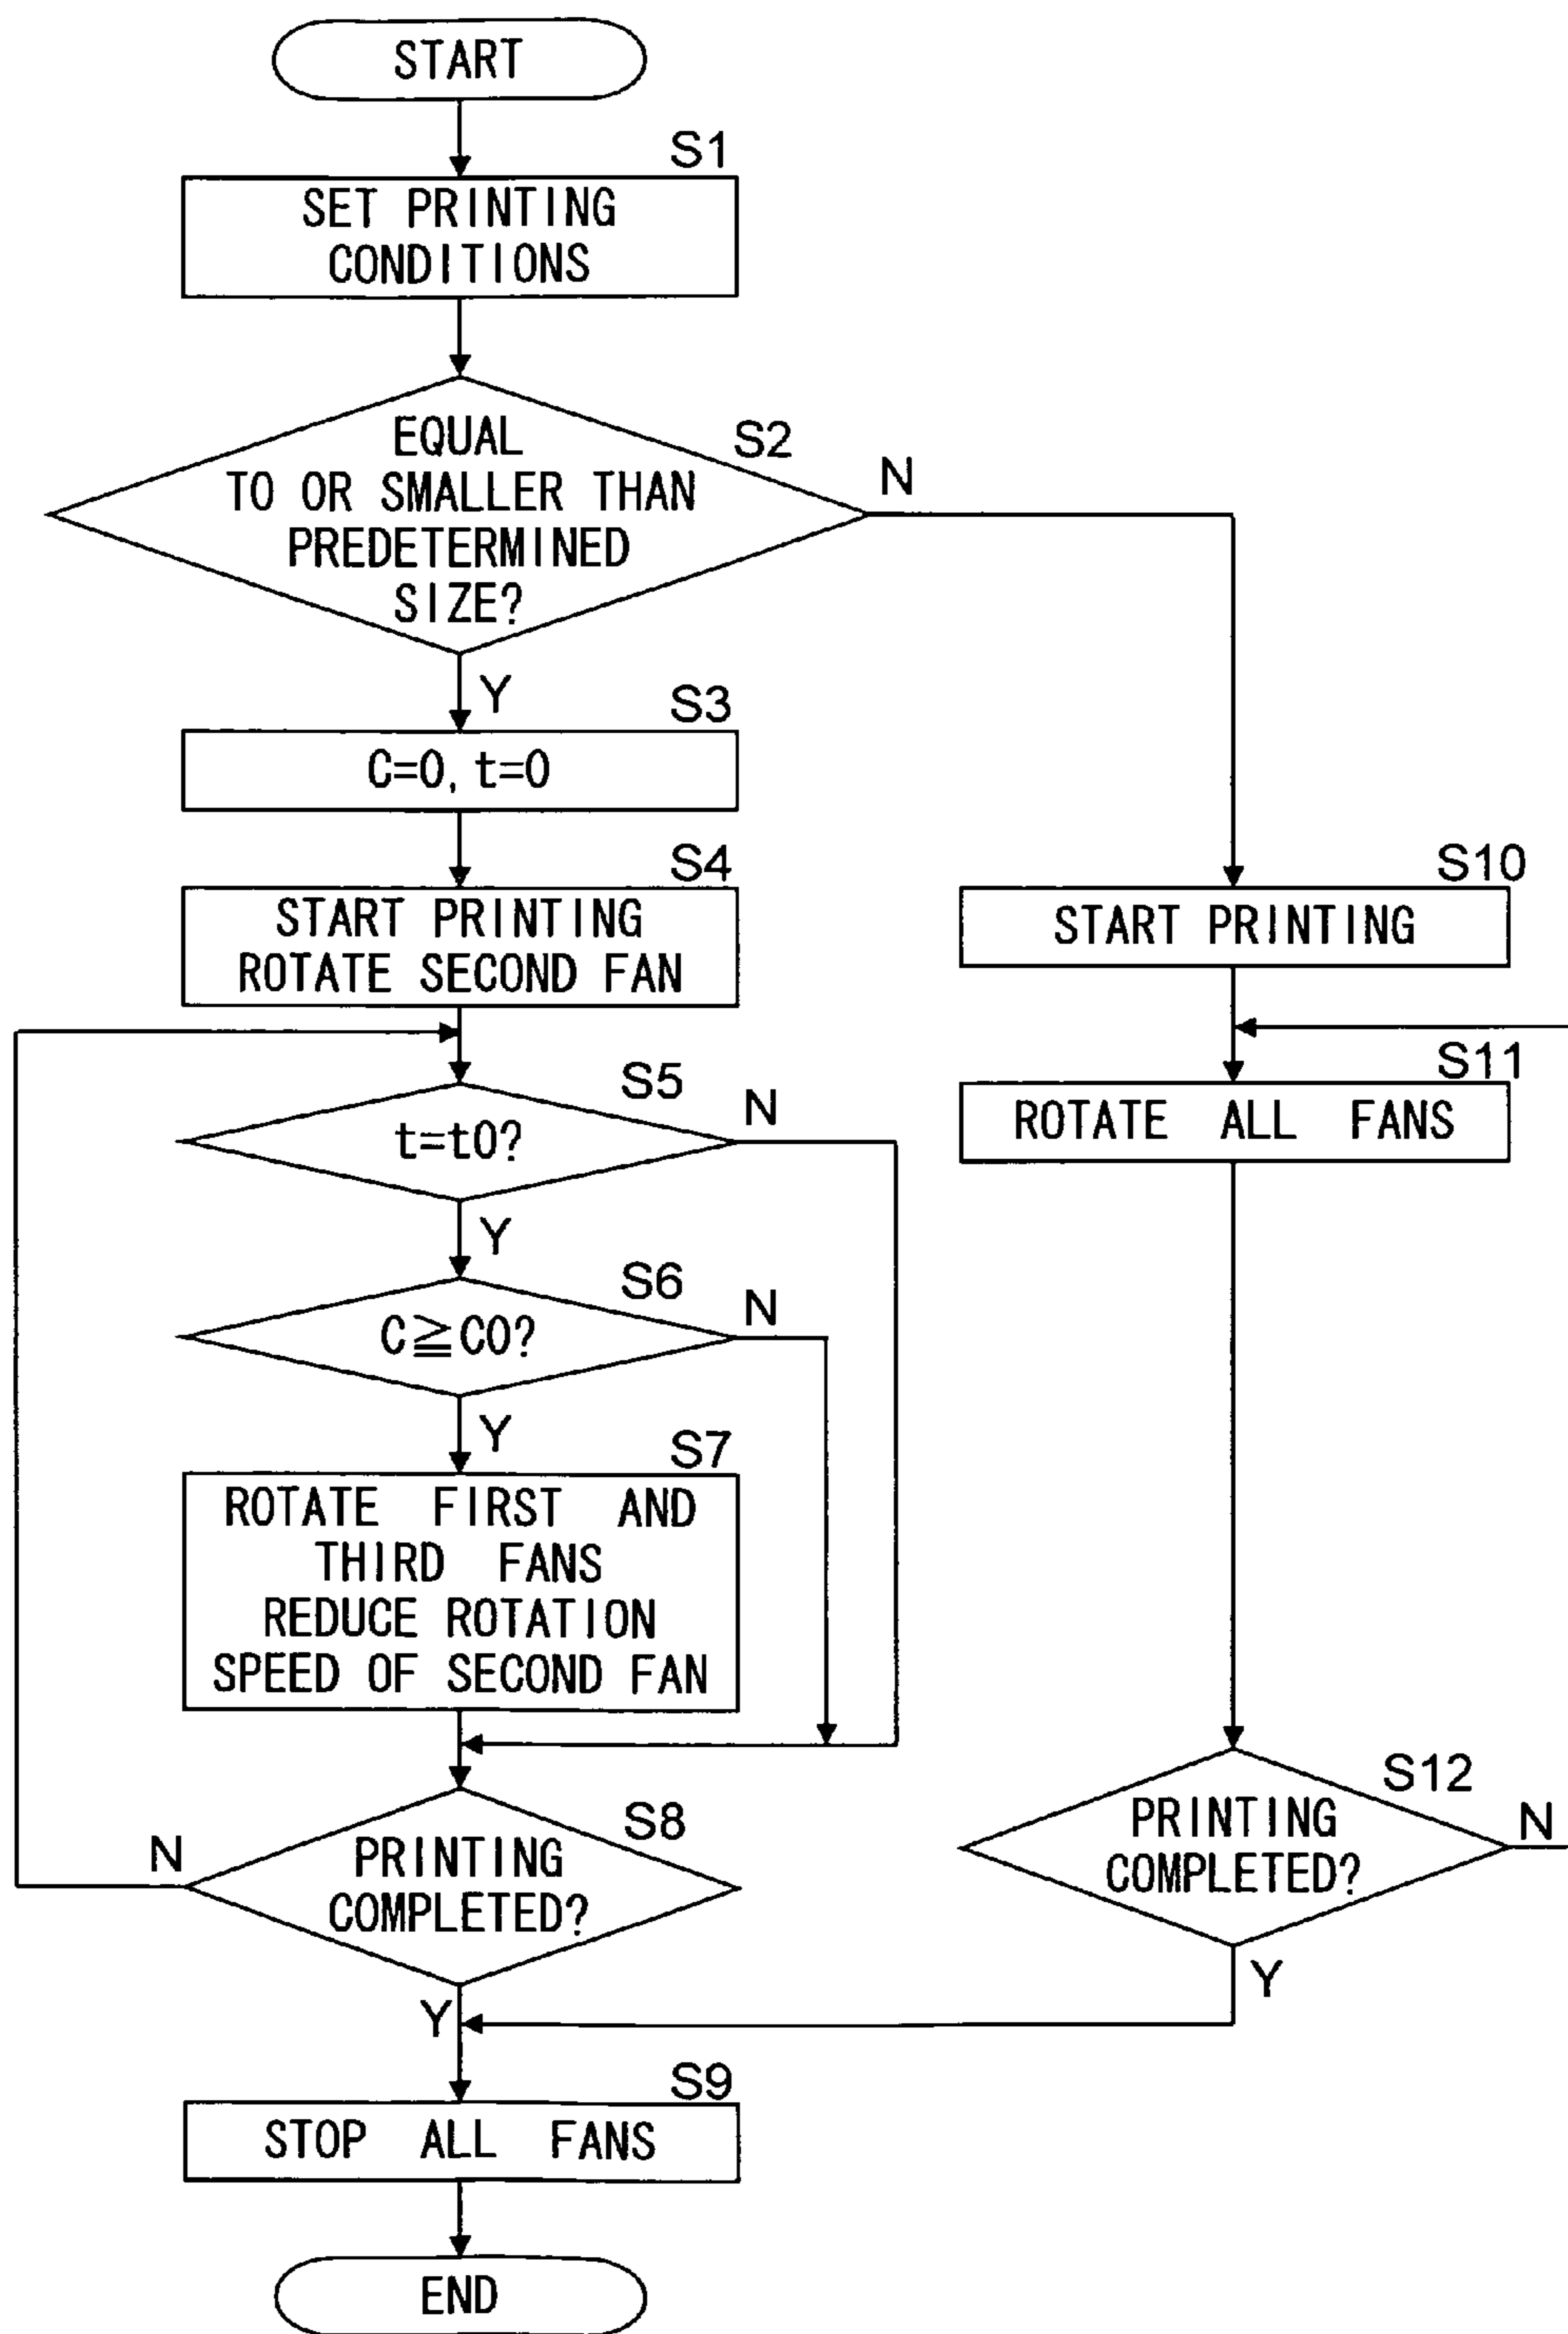 START
S1
SET PRINTING
CONDITIONS
S2
EQUAL
TO OR SMALLER THAN
PREDETERMINED
SIZE?
N
Y
S3
C=0, t=0
S4
START PRINTING
ROTATE SECOND FAN
S10
START PRINTING
S5
t=t0?
N
Y
S11
ROTATE ALL FANS
S6
C≧C0?
N
Y
S7
ROTATE FIRST AND
THIRD FANS
REDUCE ROTATION
SPEED OF SECOND FAN
S8
PRINTING
COMPLETED?
N
Y
S12
PRINTING
COMPLETED?
N
Y
S9
STOP ALL FANS
END